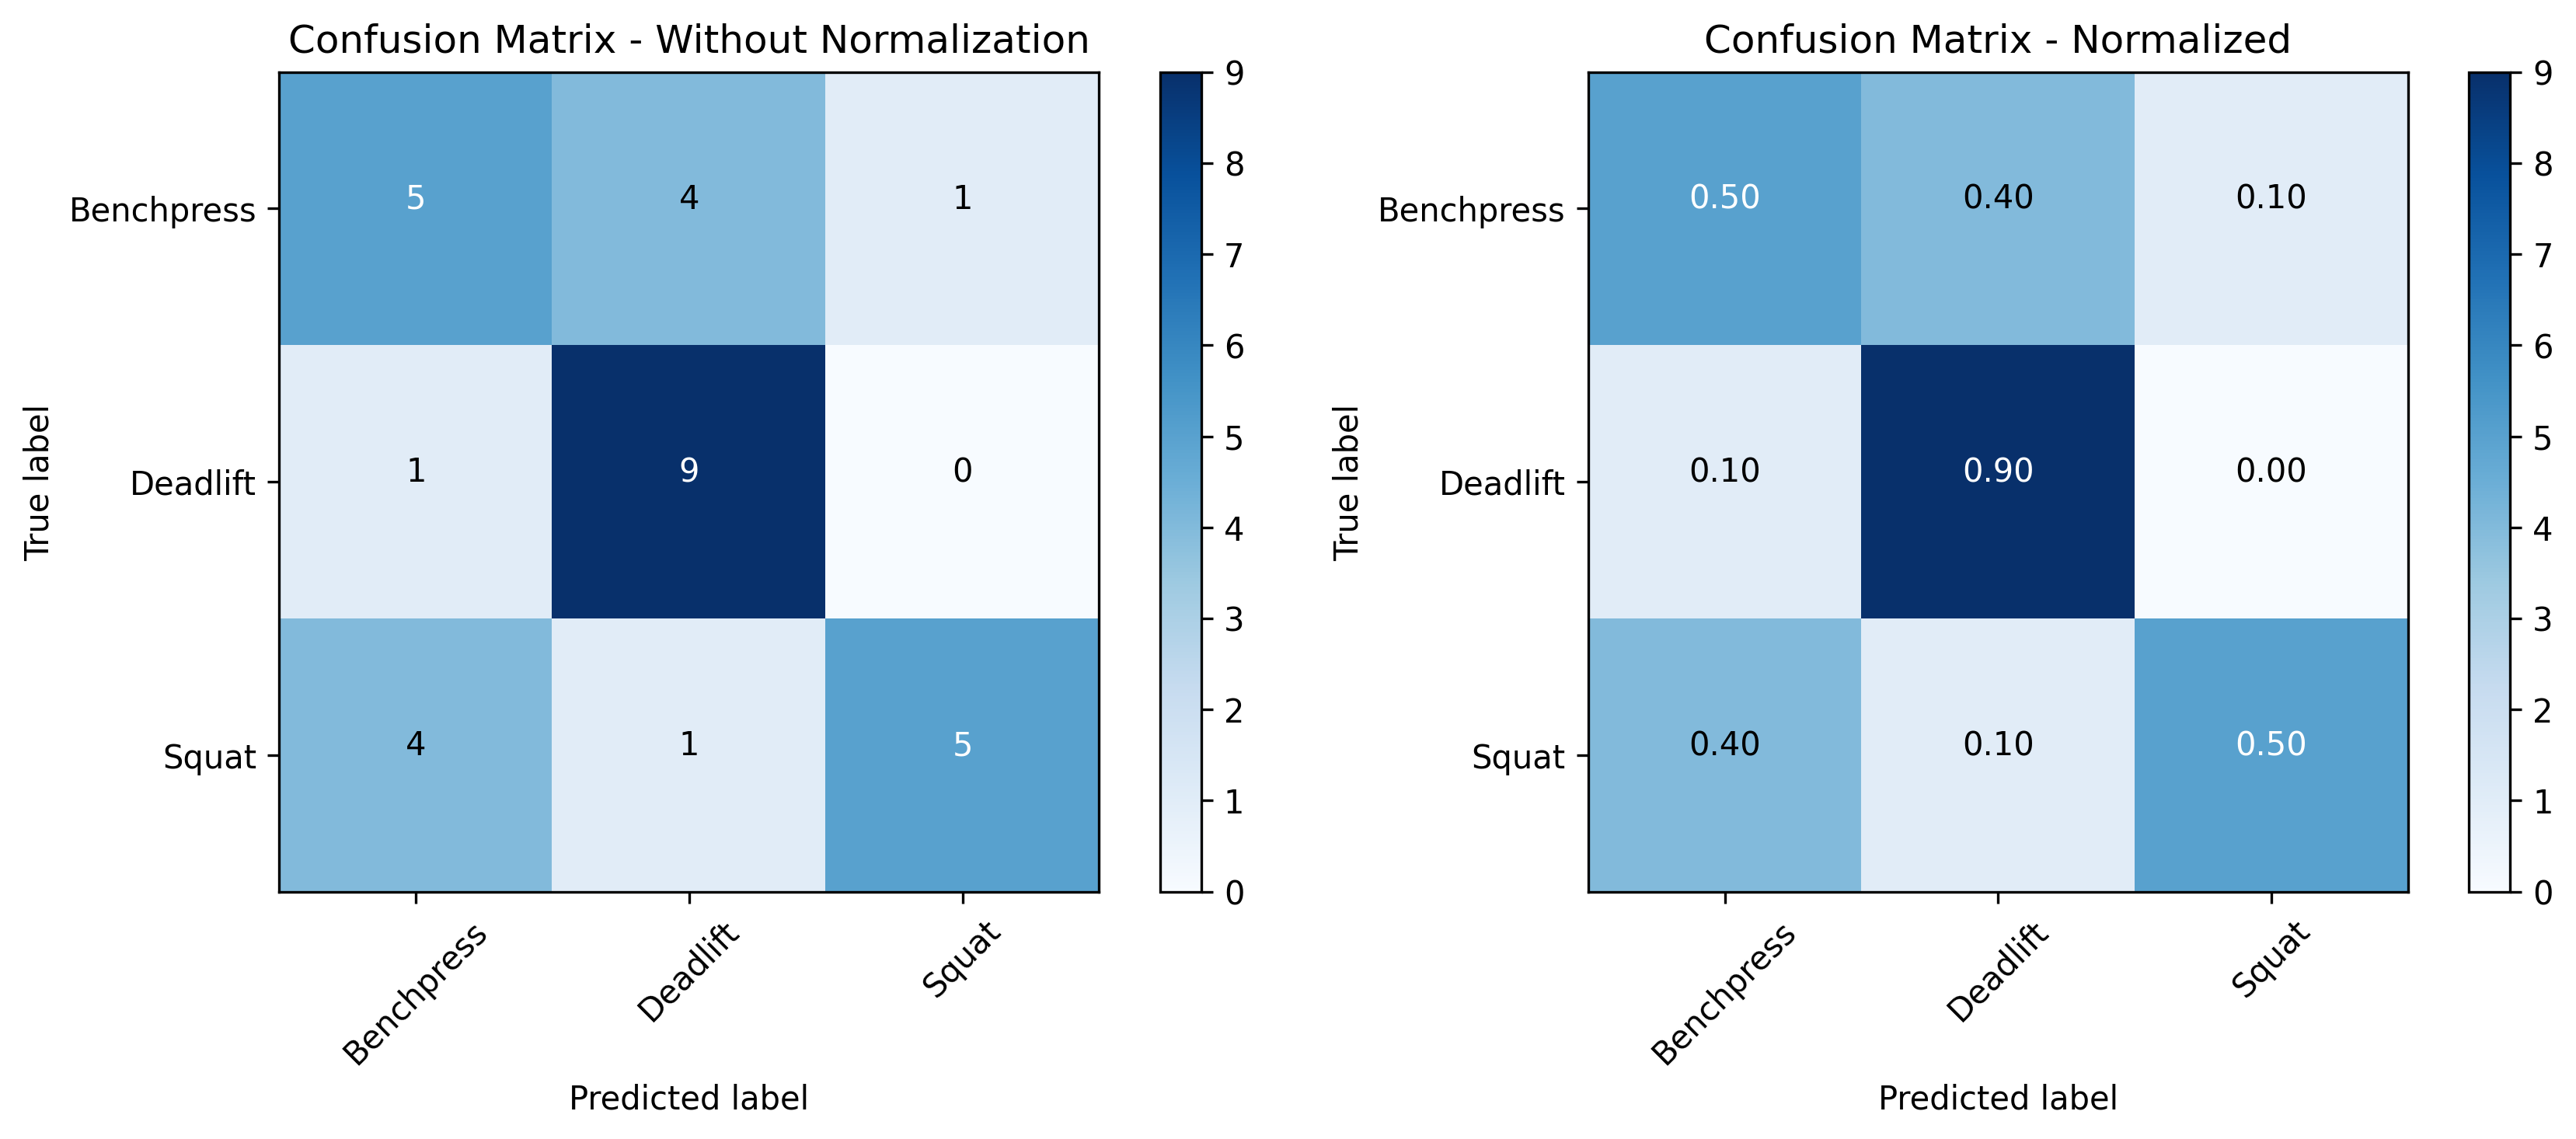 Confusion Matrix - Without Normalization
True label
Benchpress
Deadlift
Squat
5 4 1
1 9 0
4 1 5
Benchpress
Deadlift
Squat
Predicted label
9
8
7
6
5
4
3
2
1
0
Confusion Matrix - Normalized
True label
Benchpress
Deadlift
Squat
0.50 0.40 0.10
0.10 0.90 0.00
0.40 0.10 0.50
Benchpress
Deadlift
Squat
Predicted label
9
8
7
6
5
4
3
2
1
0